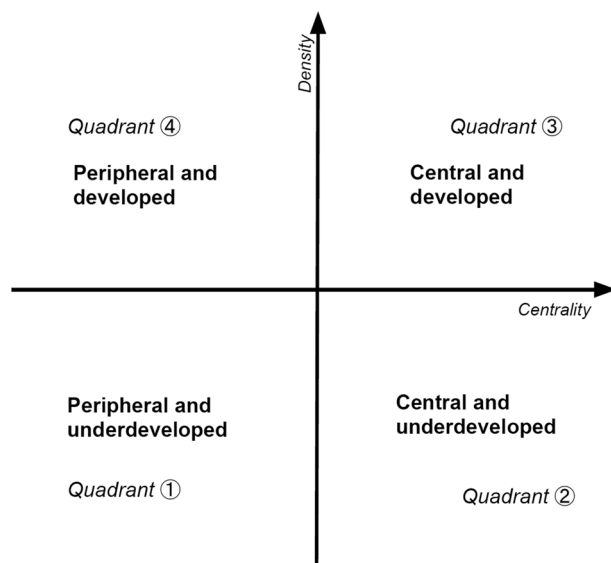 Density
Quadrant ④
Quadrant ③
Peripheral and
developed
Central and
developed
Centrality
Peripheral and
underdeveloped
Central and
underdeveloped
Quadrant ①
Quadrant ②